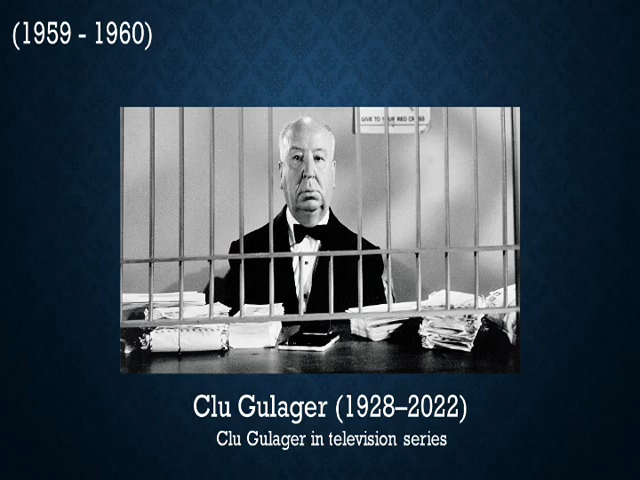 (1959 - 1960)
GIVE TO YOUR RED CROSS
Clu Gulager (1928–2022)
Clu Gulager in television series